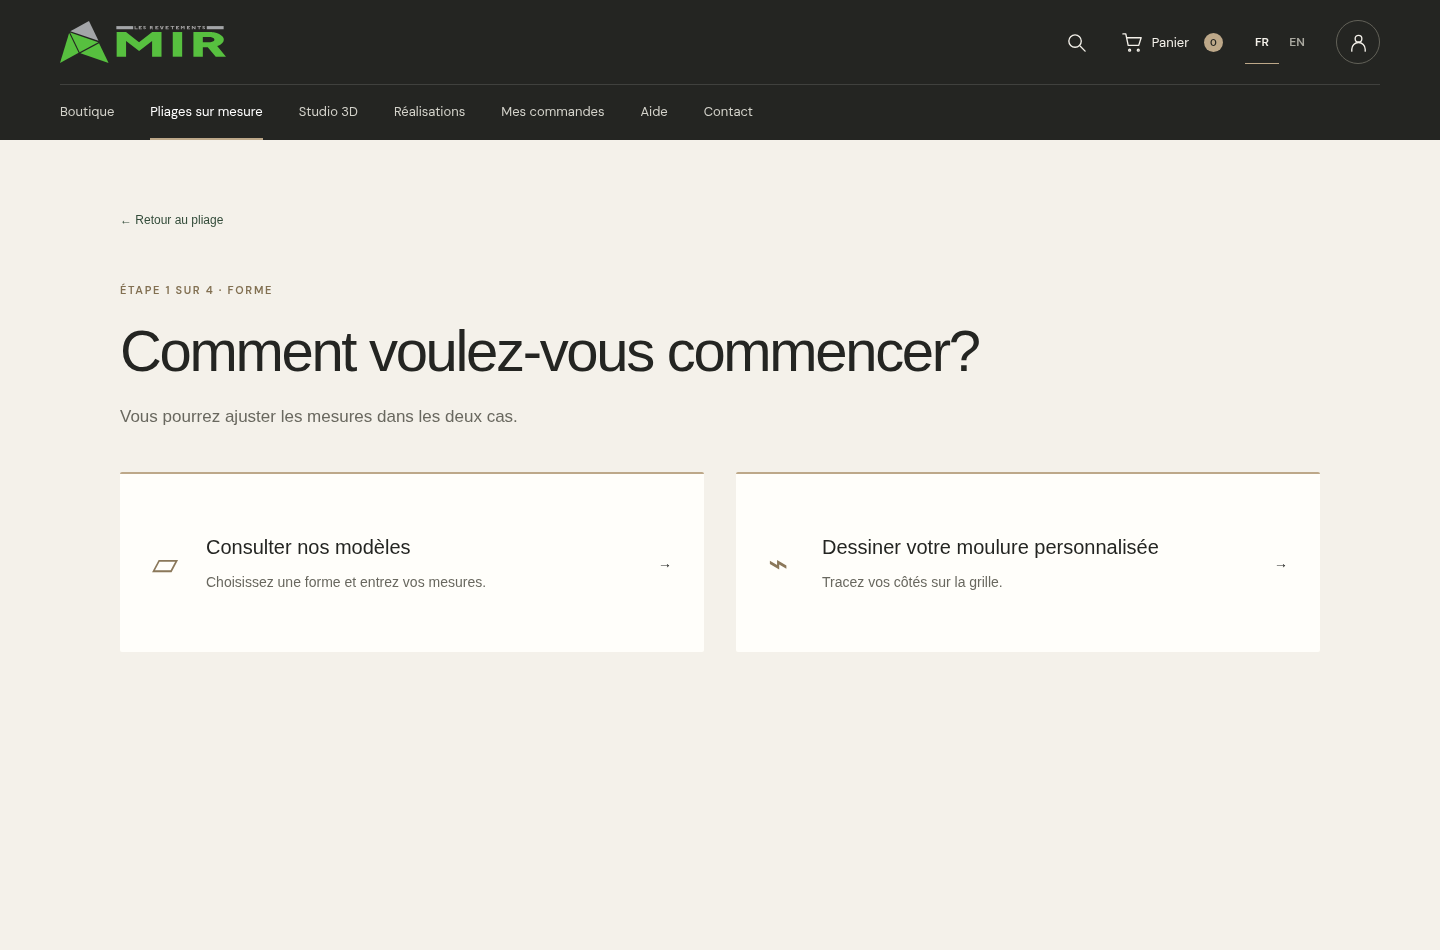 LES REVÊTEMENTS
MIR
Panier 0 FR EN
Boutique Pliages sur mesure Studio 3D Réalisations Mes commandes Aide Contact
← Retour au pliage
ÉTAPE 1 SUR 4 · FORME
Comment voulez-vous commencer?
Vous pourrez ajuster les mesures dans les deux cas.
Consulter nos modèles
Choisissez une forme et entrez vos mesures.
→
Dessiner votre moulure personnalisée
Tracez vos côtés sur la grille.
→